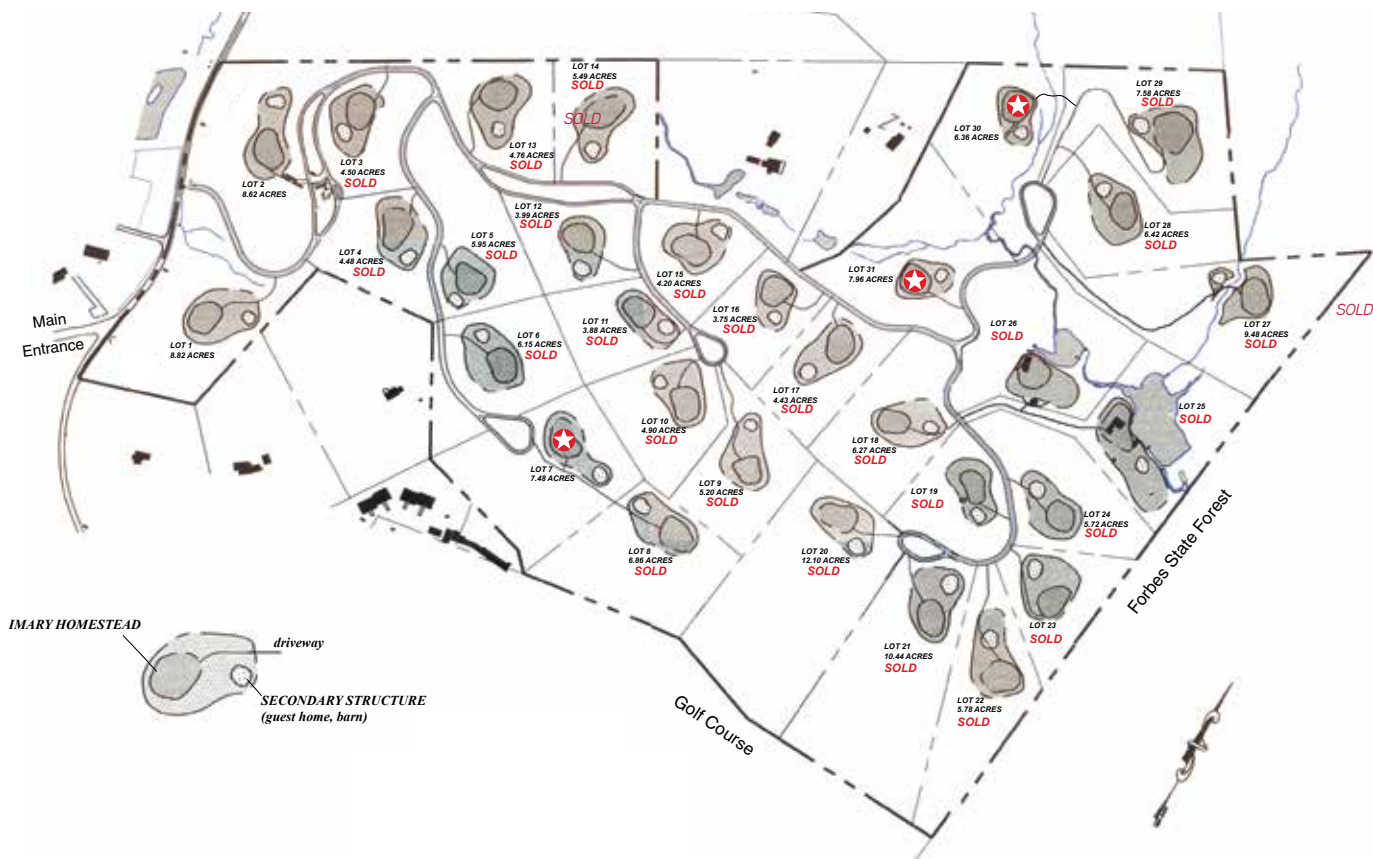 LOT 14
5.49 ACRES
SOLD
SOLD
LOT 29
7.58 ACRES
SOLD
LOT 30
6.36 ACRES
LOT 13
4.76 ACRES
SOLD
LOT 3
4.50 ACRES
SOLD
LOT 2
8.62 ACRES
LOT 12
3.99 ACRES
SOLD
LOT 28
6.42 ACRES
SOLD
LOT 5
5.95 ACRES
SOLD
LOT 4
4.48 ACRES
SOLD
LOT 15
4.20 ACRES
SOLD
LOT 31
7.96 ACRES
LOT 16
3.75 ACRES
SOLD
LOT 11
3.88 ACRES
SOLD
LOT 26
SOLD
LOT 27
9.48 ACRES
SOLD
SOLD
Main
Entrance
LOT 1
8.82 ACRES
LOT 6
6.15 ACRES
SOLD
LOT 17
4.43 ACRES
SOLD
LOT 25
SOLD
LOT 10
4.90 ACRES
SOLD
LOT 18
6.27 ACRES
SOLD
LOT 7
7.48 ACRES
LOT 9
5.20 ACRES
SOLD
LOT 19
SOLD
LOT 24
5.72 ACRES
SOLD
LOT 8
6.86 ACRES
SOLD
LOT 20
12.10 ACRES
SOLD
Forbes State Forest
LOT 23
SOLD
LOT 21
10.44 ACRES
SOLD
LOT 22
5.78 ACRES
SOLD
Golf Course
IMARY HOMESTEAD
driveway
SECONDARY STRUCTURE
(guest home, barn)